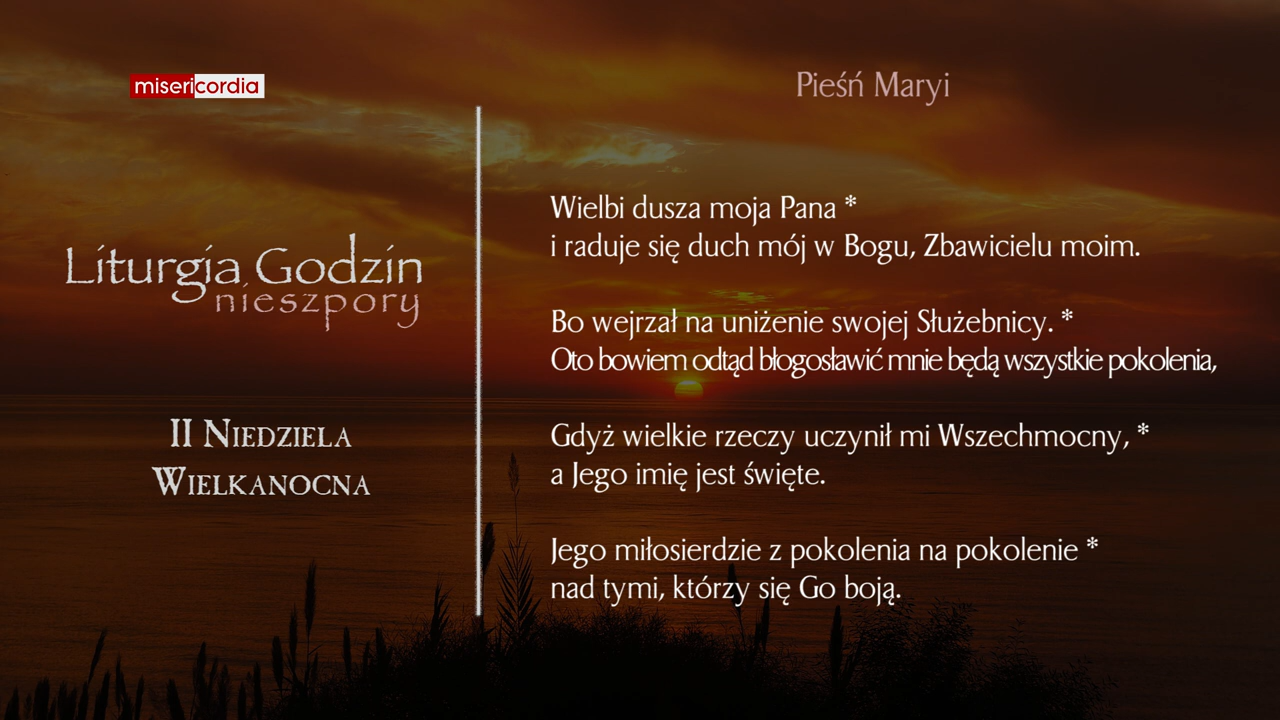 misericordia
Liturgia Godzin
nieszpory
II Niedziela
Wielkanocna
Pieśń Maryi
Wielbi dusza moja Pana *
i raduje się duch mój w Bogu, Zbawicielu moim.
Bo wejrzał na uniżenie swojej Służebnicy. *
Oto bowiem odtąd błogosławić mnie będą wszystkie pokolenia,
Gdyż wielkie rzeczy uczynił mi Wszechmocny, *
a Jego imię jest święte.
Jego miłosierdzie z pokolenia na pokolenie *
nad tymi, którzy się Go boją.